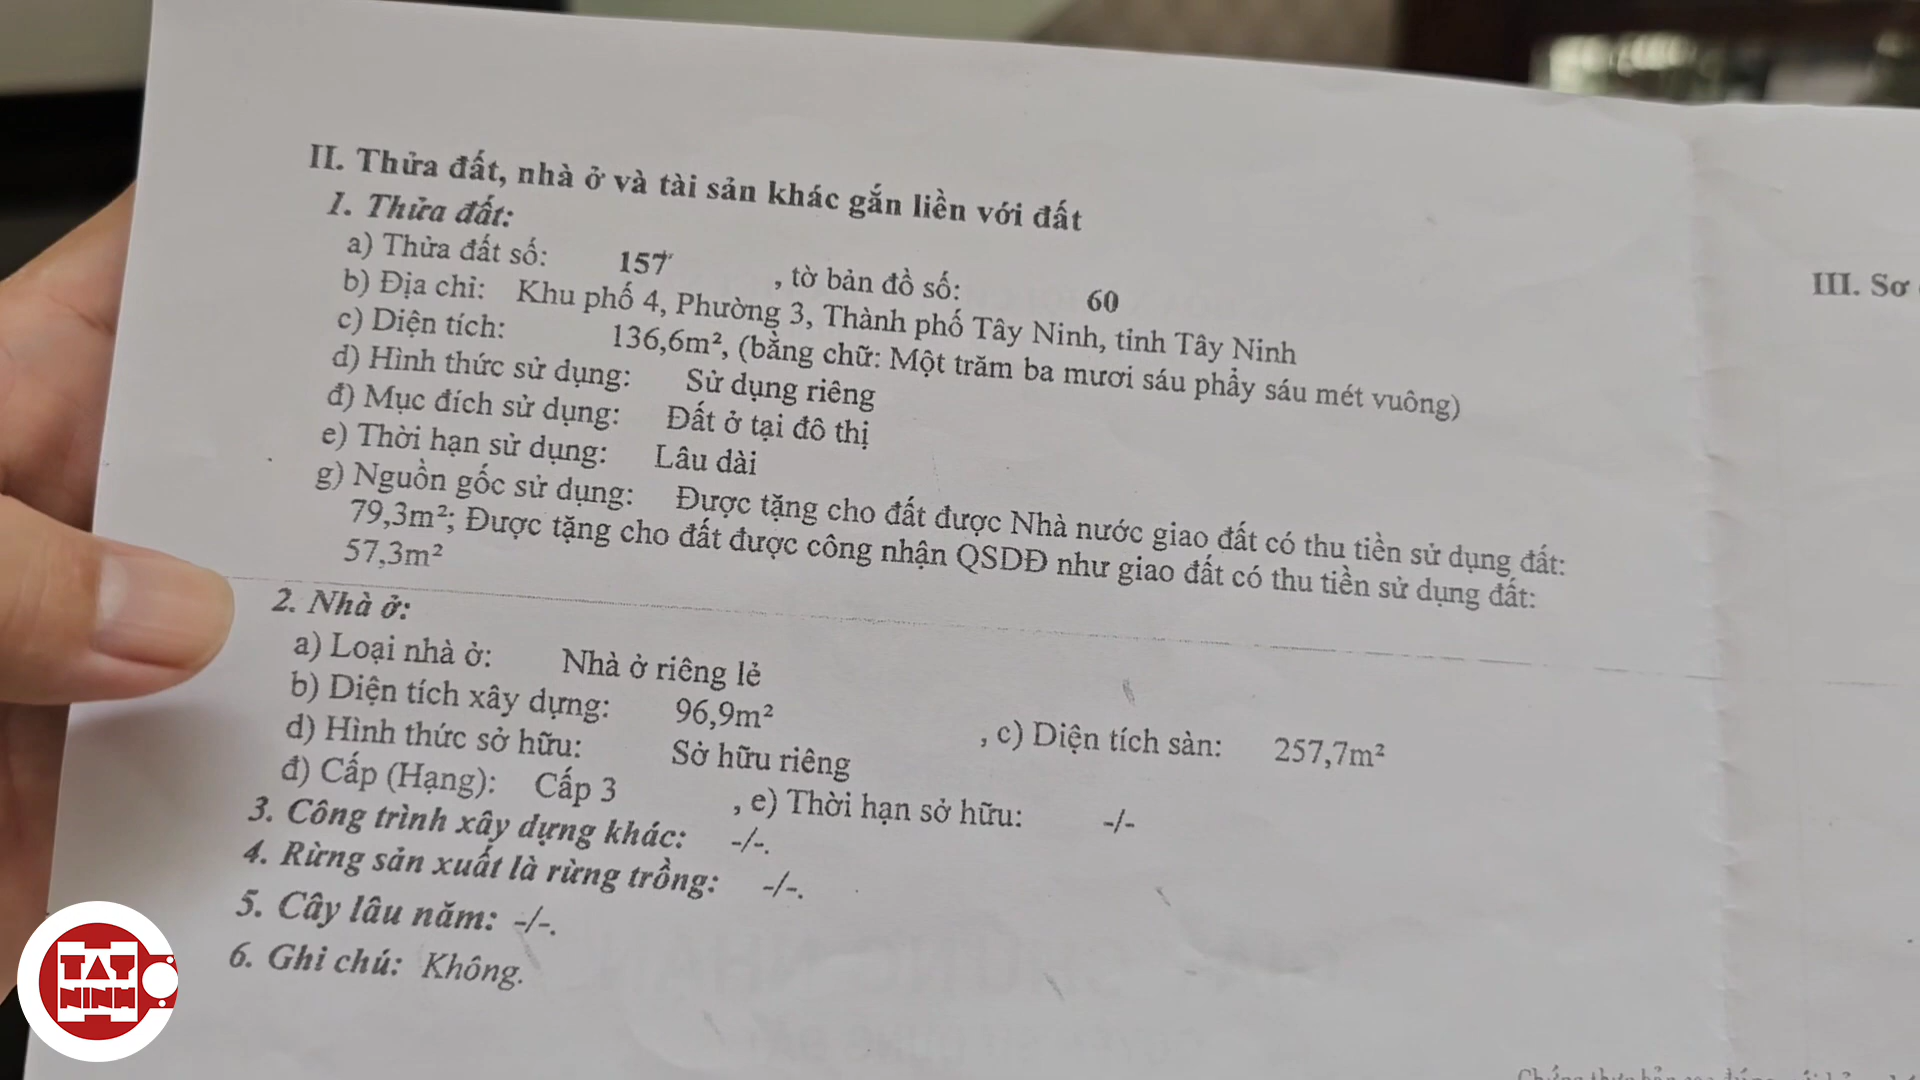 II. Thửa đất, nhà ở và tài sản khác gắn liền với đất
1. Thửa đất:
a) Thửa đất số: 157 , tờ bản đồ số: 60
b) Địa chỉ: Khu phố 4, Phường 3, Thành phố Tây Ninh, tỉnh Tây Ninh
c) Diện tích: 136,6m², (bằng chữ: Một trăm ba mươi sáu phẩy sáu mét vuông)
d) Hình thức sử dụng: Sử dụng riêng
đ) Mục đích sử dụng: Đất ở tại đô thị
e) Thời hạn sử dụng: Lâu dài
g) Nguồn gốc sử dụng: Được tặng cho đất được Nhà nước giao đất có thu tiền sử dụng đất:
79,3m²; Được tặng cho đất được công nhận QSDĐ như giao đất có thu tiền sử dụng đất:
57,3m²
2. Nhà ở:
a) Loại nhà ở: Nhà ở riêng lẻ
b) Diện tích xây dựng: 96,9m² , c) Diện tích sàn: 257,7m²
d) Hình thức sở hữu: Sở hữu riêng
đ) Cấp (Hạng): Cấp 3 , e) Thời hạn sở hữu: -/-
3. Công trình xây dựng khác: -/-.
4. Rừng sản xuất là rừng trồng: -/-.
5. Cây lâu năm: -/-.
6. Ghi chú: Không.
III. Sơ
TAY
NINH